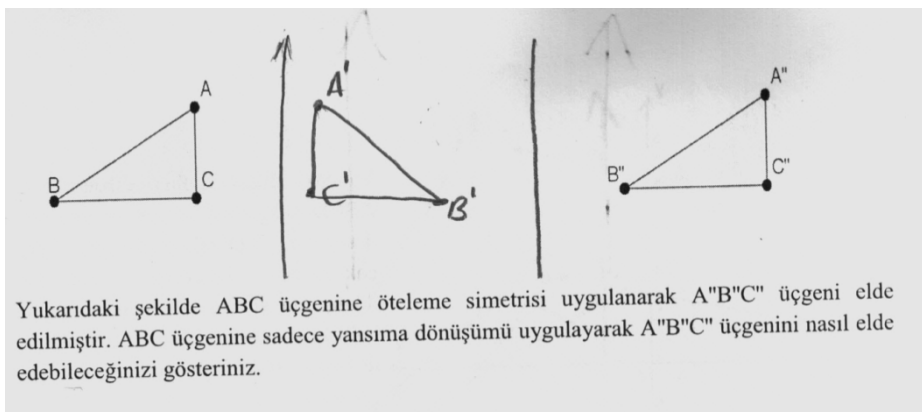 A
B
C
A'
C'
B'
A"
B"
C"
Yukarıdaki şekilde ABC üçgenine öteleme simetrisi uygulanarak A"B"C" üçgeni elde
edilmiştir. ABC üçgenine sadece yansıma dönüşümü uygulayarak A"B"C" üçgenini nasıl elde
edebileceğinizi gösteriniz.